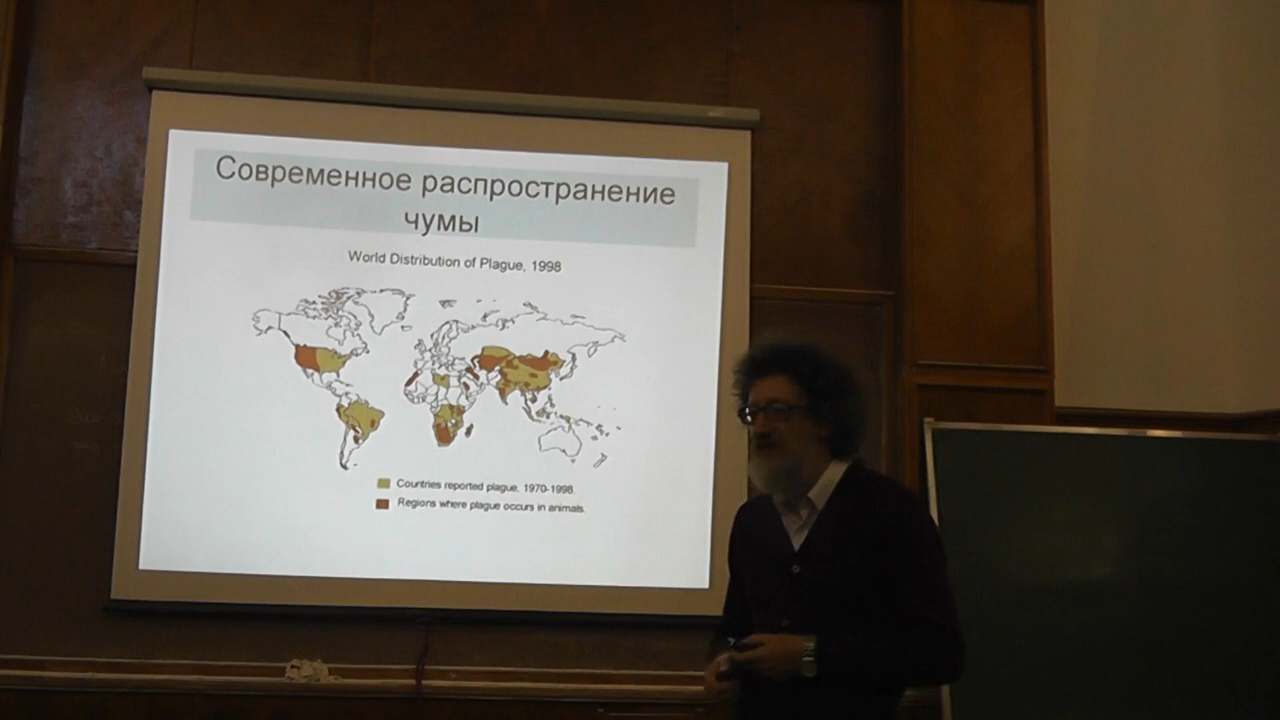 Современное распространение
чумы
World Distribution of Plague, 1998
Countries reported plague, 1970-1998.
Regions where plague occurs in animals.